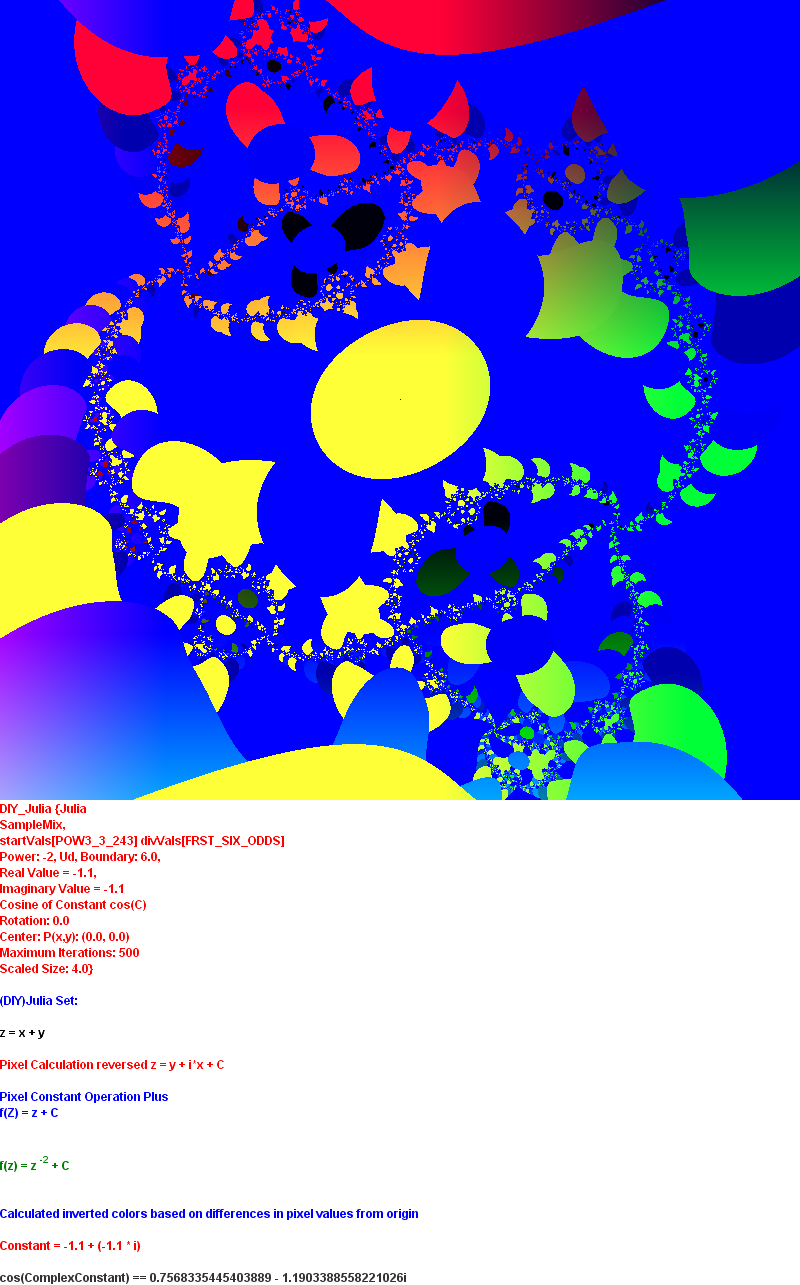 DIY_Julia {Julia
SampleMix,
startVals[POW3_3_243] divVals[FRST_SIX_ODDS]
Power: -2, Ud, Boundary: 6.0,
Real Value = -1.1,
Imaginary Value = -1.1
Cosine of Constant cos(C)
Rotation: 0.0
Center: P(x,y): (0.0, 0.0)
Maximum Iterations: 500
Scaled Size: 4.0}
(DIY)Julia Set:
z = x + y
Pixel Calculation reversed z = y + i*x + C
Pixel Constant Operation Plus
f(Z) = z + C
f(z) = z ^-2 + C
Calculated inverted colors based on differences in pixel values from origin
Constant = -1.1 + (-1.1 * i)
cos(ComplexConstant) == 0.7568335445403889 - 1.1903388558221026i